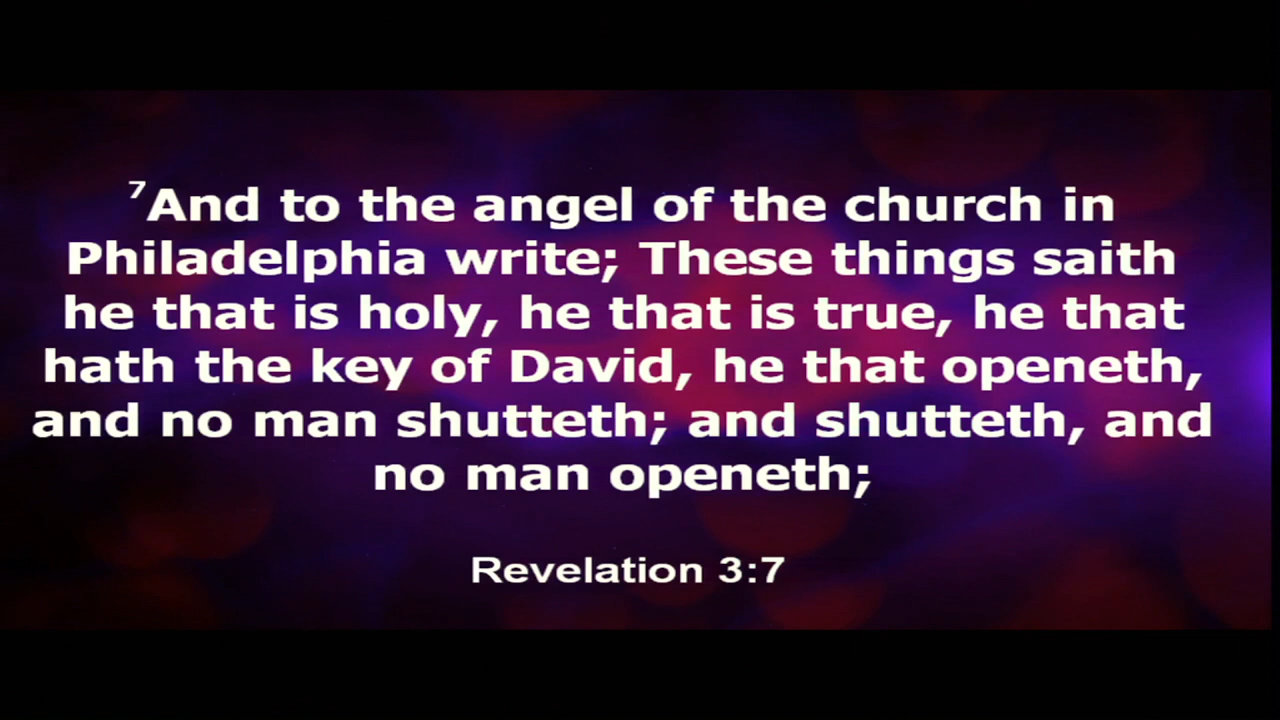 ⁷And to the angel of the church in
Philadelphia write; These things saith
he that is holy, he that is true, he that
hath the key of David, he that openeth,
and no man shutteth; and shutteth, and
no man openeth;
Revelation 3:7